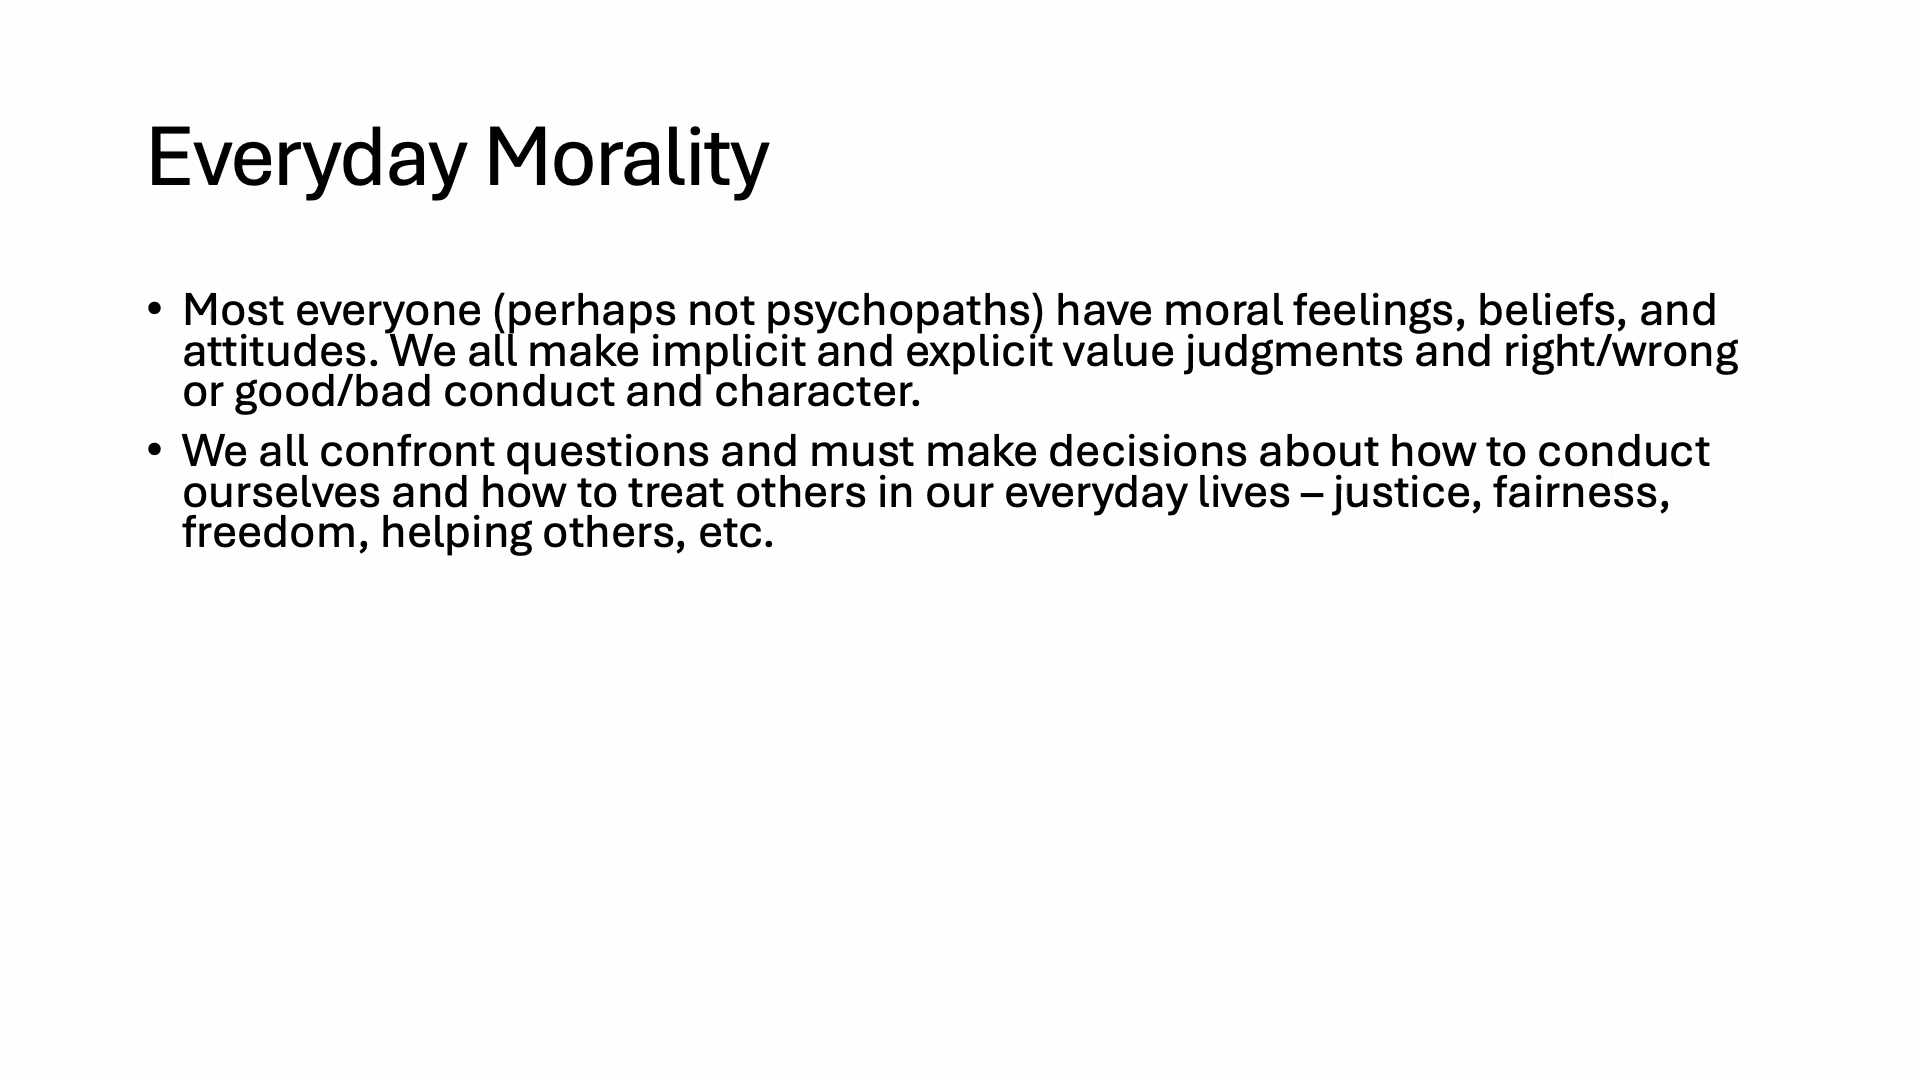 Everyday Morality
• Most everyone (perhaps not psychopaths) have moral feelings, beliefs, and
attitudes. We all make implicit and explicit value judgments and right/wrong
or good/bad conduct and character.
• We all confront questions and must make decisions about how to conduct
ourselves and how to treat others in our everyday lives – justice, fairness,
freedom, helping others, etc.